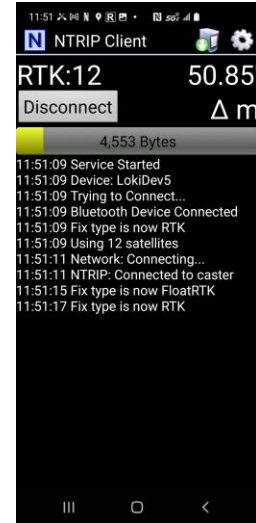 11:51
N NTRIP Client
RTK:12 50.85'
Disconnect Δ m
4,553 Bytes
11:51:09 Service Started
11:51:09 Device: LokiDev5
11:51:09 Trying to Connect...
11:51:09 Bluetooth Device Connected
11:51:09 Fix type is now RTK
11:51:09 Using 12 satellites
11:51:11 Network: Connecting...
11:51:11 NTRIP: Connected to caster
11:51:15 Fix type is now FloatRTK
11:51:17 Fix type is now RTK